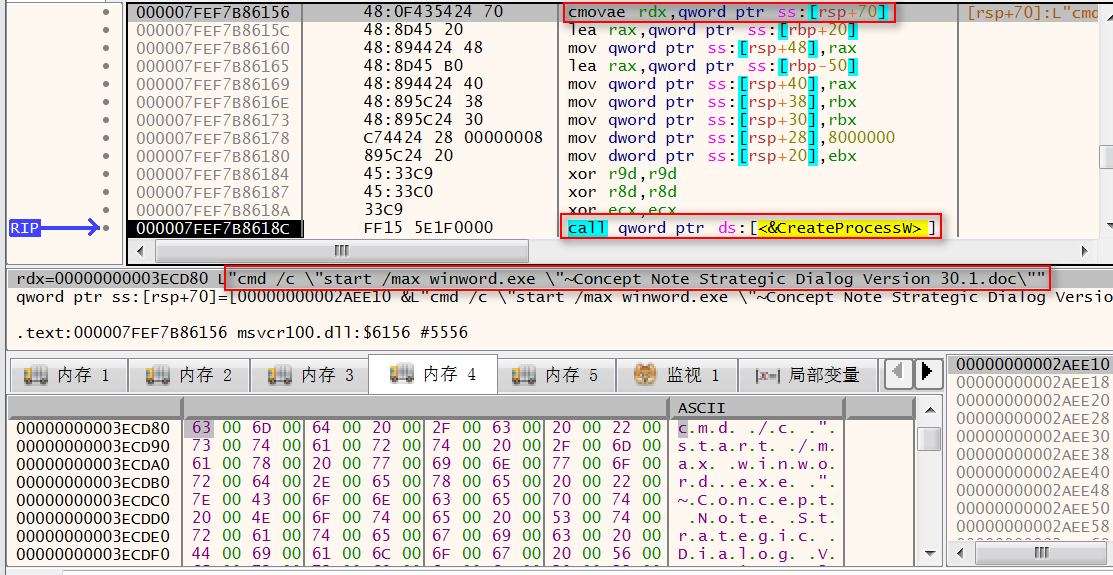 000007FEF7B86156 48:0F435424 70 cmovae rdx,qword ptr ss:[rsp+70] [rsp+70]:L"cmd
000007FEF7B8615C 48:8D45 20 lea rax,qword ptr ss:[rbp+20]
000007FEF7B86160 48:894424 48 mov qword ptr ss:[rsp+48],rax
000007FEF7B86165 48:8D45 B0 lea rax,qword ptr ss:[rbp-50]
000007FEF7B86169 48:894424 40 mov qword ptr ss:[rsp+40],rax
000007FEF7B8616E 48:895C24 38 mov qword ptr ss:[rsp+38],rbx
000007FEF7B86173 48:895C24 30 mov qword ptr ss:[rsp+30],rbx
000007FEF7B86178 C74424 28 00000008 mov dword ptr ss:[rsp+28],8000000
000007FEF7B86180 895C24 20 mov dword ptr ss:[rsp+20],ebx
000007FEF7B86184 45:33C9 xor r9d,r9d
000007FEF7B86187 45:33C0 xor r8d,r8d
000007FEF7B8618A 33C9 xor ecx,ecx
RIP 000007FEF7B8618C FF15 5E1F0000 call qword ptr ds:[<&CreateProcessW>]
rdx=00000000003ECD80 L"cmd /c \"start /max winword.exe \"~Concept Note Strategic Dialog Version 30.1.doc\""
qword ptr ss:[rsp+70]=[00000000002AEE10 &L"cmd /c \"start /max winword.exe \"~Concept Note Strategic Dialog Versio
.text:000007FEF7B86156 msvcr100.dll:$6156 #5556
内存 1 内存 2 内存 3 内存 4 内存 5 监视 1 [x=] 局部变量
ASCII
00000000003ECD80 63 00 6D 00 64 00 20 00 2F 00 63 00 20 00 22 00 c.m.d. ./.c. .".
00000000003ECD90 73 00 74 00 61 00 72 00 74 00 20 00 2F 00 6D 00 s.t.a.r.t. ./.m.
00000000003ECDA0 61 00 78 00 20 00 77 00 69 00 6E 00 77 00 6F 00 a.x. .w.i.n.w.o.
00000000003ECDB0 72 00 64 00 2E 00 65 00 78 00 65 00 20 00 22 00 r.d...e.x.e. .".
00000000003ECDC0 7E 00 43 00 6F 00 6E 00 63 00 65 00 70 00 74 00 ~.C.o.n.c.e.p.t.
00000000003ECDD0 20 00 4E 00 6F 00 74 00 65 00 20 00 53 00 74 00  .N.o.t.e. .S.t.
00000000003ECDE0 72 00 61 00 74 00 65 00 67 00 69 00 63 00 20 00 r.a.t.e.g.i.c. .
00000000003ECDF0 44 00 69 00 61 00 6C 00 6F 00 67 00 20 00 56 00 D.i.a.l.o.g. .V.
00000000002AEE10
00000000002AEE18
00000000002AEE20
00000000002AEE28
00000000002AEE30
00000000002AEE38
00000000002AEE40
00000000002AEE48
00000000002AEE50
00000000002AEE58